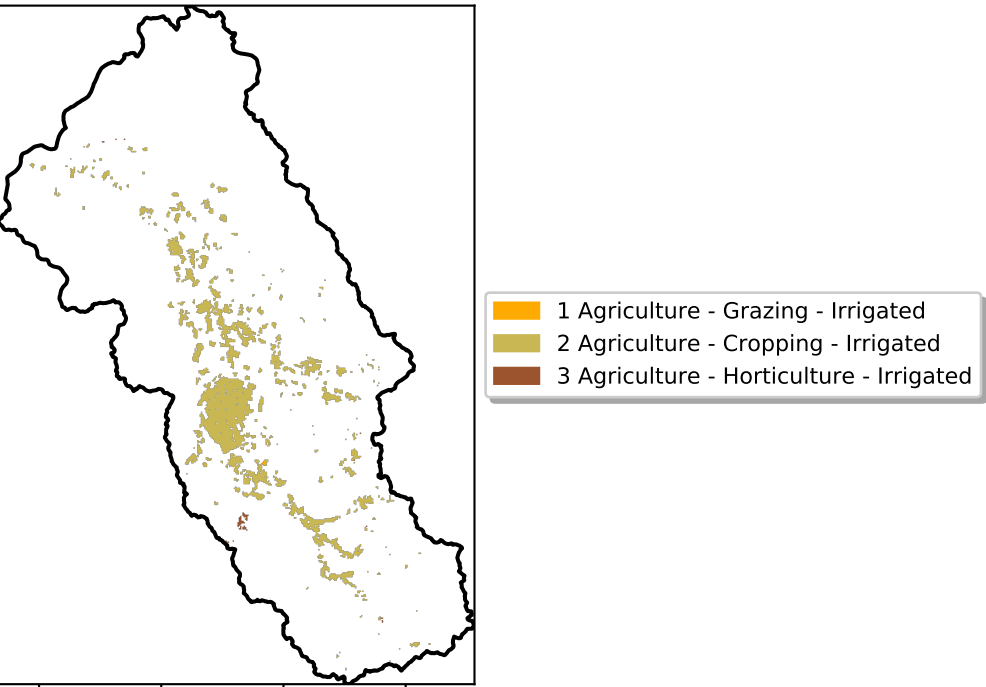 1 Agriculture - Grazing - Irrigated
2 Agriculture - Cropping - Irrigated
3 Agriculture - Horticulture - Irrigated